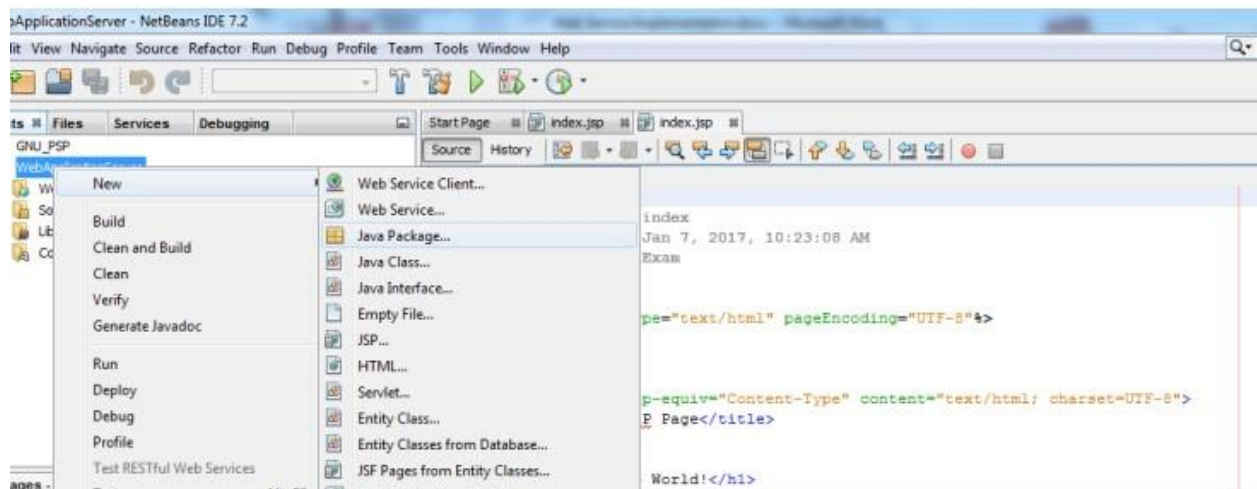 ApplicationServer - NetBeans IDE 7.2
it View Navigate Source Refactor Run Debug Profile Team Tools Window Help
ts Files Services Debugging
Start Page index.jsp index.jsp
GNU_PSP
Source History
WebApplicationServer
New
Build
Clean and Build
Clean
Verify
Generate Javadoc
Run
Deploy
Debug
Profile
Test RESTful Web Services
Web Service Client...
Web Service...
Java Package...
Java Class...
Java Interface...
Empty File...
JSP...
HTML...
Servlet...
Entity Class...
Entity Classes from Database...
JSF Pages from Entity Classes...
index
Jan 7, 2017, 10:23:08 AM
Exam
pe="text/html" pageEncoding="UTF-8"%>
p-equiv="Content-Type" content="text/html; charset=UTF-8">
P Page</title>
World!</h1>